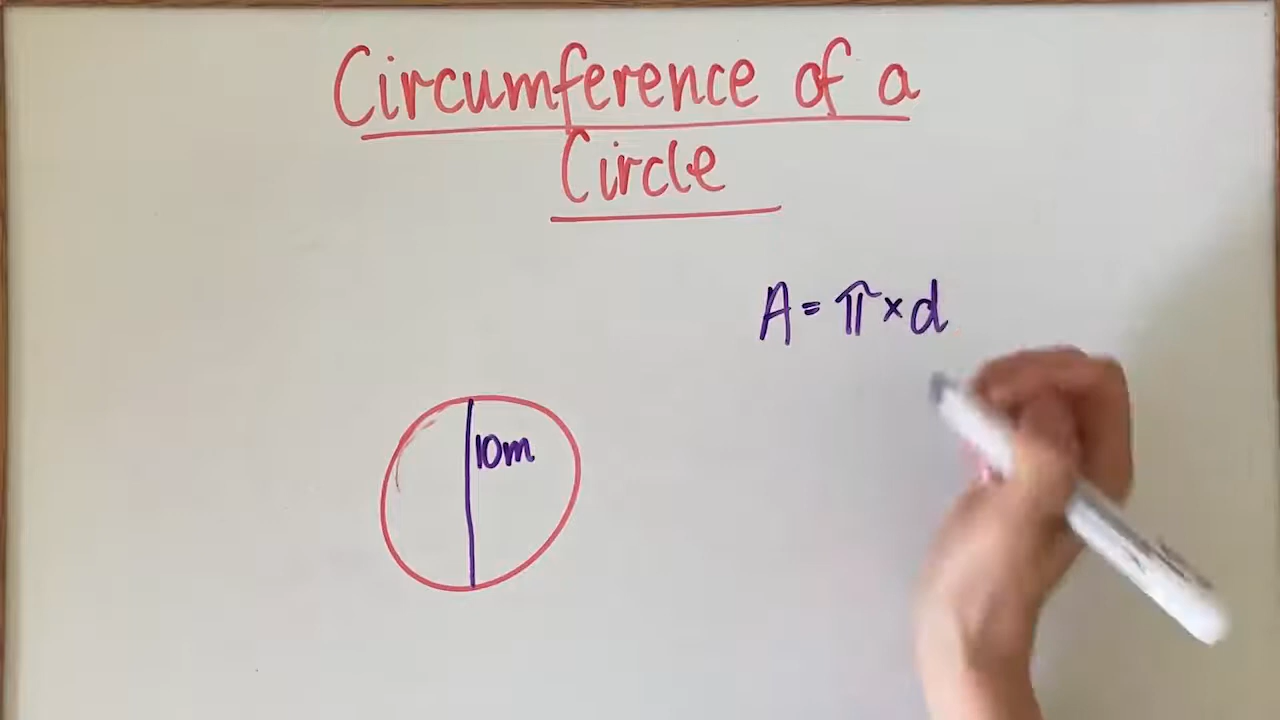 Circumference of a
Circle
A = π × d
10m